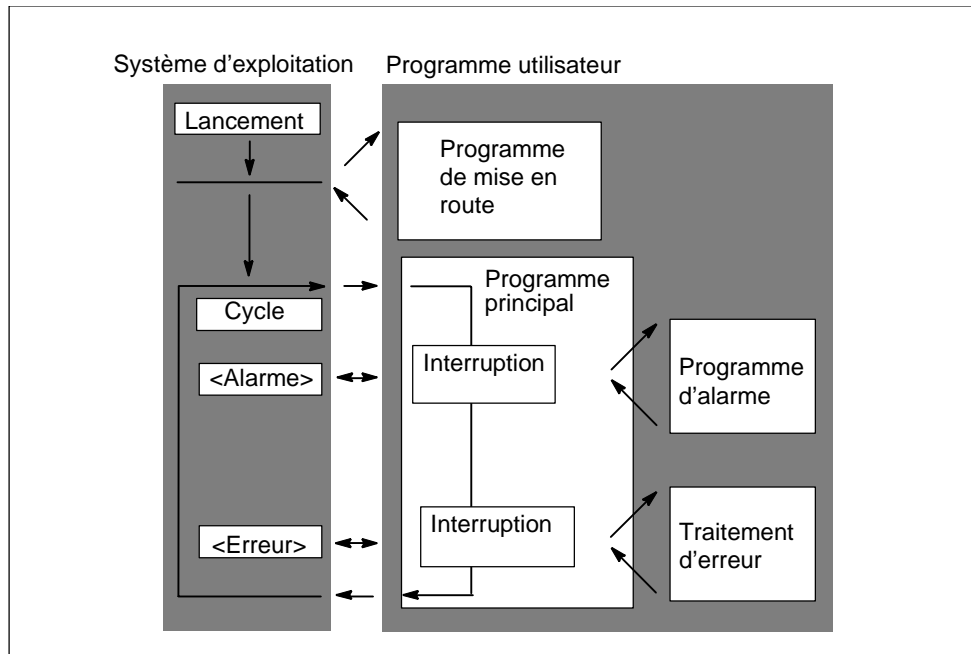 Système d’exploitation
Programme utilisateur
Lancement
Programme
de mise en
route
Programme
principal
Cycle
Interruption
<Alarme>
Programme
d’alarme
Interruption
<Erreur>
Traitement
d’erreur